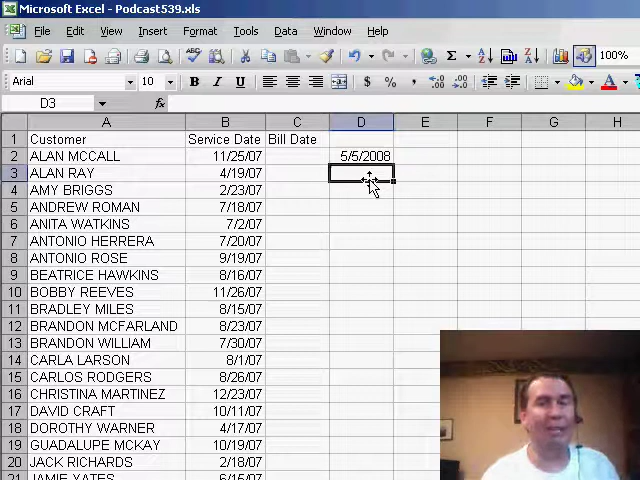 Microsoft Excel - Podcast539.xls
File Edit View Insert Format Tools Data Window Help
100%
Arial 10 B I U $ % ,
D3 fx
A B C D E F G H
1 Customer Service Date Bill Date
2 ALAN MCCALL 11/25/07 5/5/2008
3 ALAN RAY 4/19/07
4 AMY BRIGGS 2/23/07
5 ANDREW ROMAN 7/18/07
6 ANITA WATKINS 7/2/07
7 ANTONIO HERRERA 7/20/07
8 ANTONIO ROSE 9/19/07
9 BEATRICE HAWKINS 8/16/07
10 BOBBY REEVES 11/26/07
11 BRADLEY MILES 8/15/07
12 BRANDON MCFARLAND 8/23/07
13 BRANDON WILLIAM 7/30/07
14 CARLA LARSON 8/1/07
15 CARLOS RODGERS 8/26/07
16 CHRISTINA MARTINEZ 12/23/07
17 DAVID CRAFT 10/11/07
18 DOROTHY WARNER 4/17/07
19 GUADALUPE MCKAY 10/19/07
20 JACK RICHARDS 2/18/07
21 JAMIE YATES 6/15/07